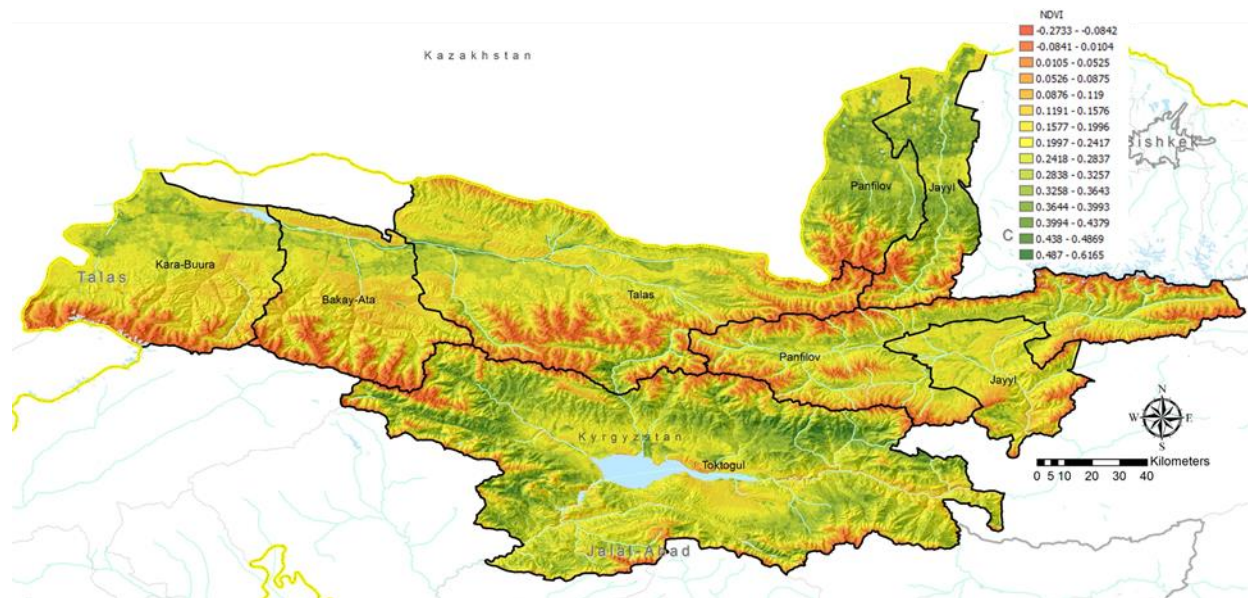 NDVI
-0.2733 - -0.0842
-0.0841 - 0.0104
0.0105 - 0.0525
0.0526 - 0.0875
0.0876 - 0.119
0.1191 - 0.1576
0.1577 - 0.1996
0.1997 - 0.2417
0.2418 - 0.2837
0.2838 - 0.3257
0.3258 - 0.3643
0.3644 - 0.3993
0.3994 - 0.4379
0.438 - 0.4869
0.487 - 0.6165
Kazakhstan
ishkek
Panfilov
Jayyl
C
Kara-Buura
Talas
Bakay-Ata
Talas
Panfilov
Jayyl
N
W E
S
Kyrgyzstan
Toktogul
Kilometers
0 5 10 20 30 40
Jalal-Abad